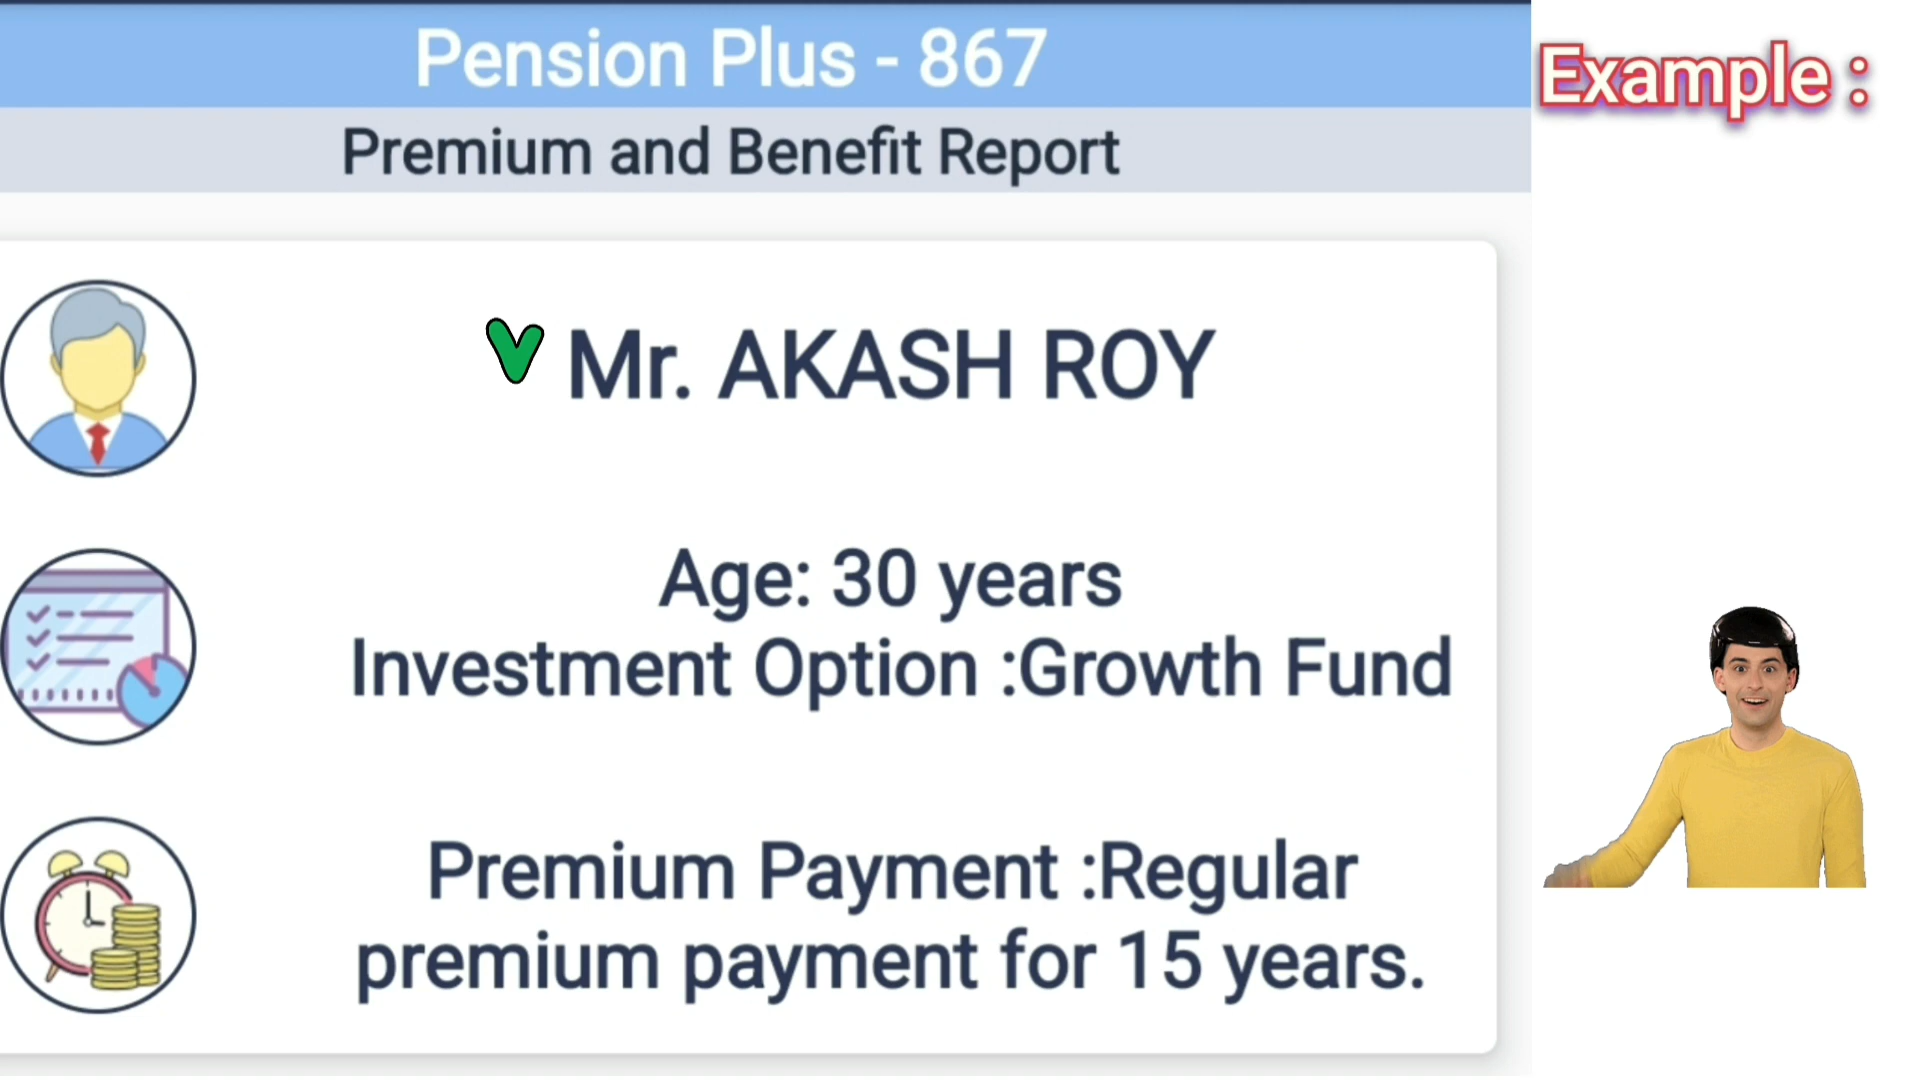 Pension Plus - 867
Example :
Premium and Benefit Report
Mr. AKASH ROY
Age: 30 years
Investment Option :Growth Fund
Premium Payment :Regular
premium payment for 15 years.